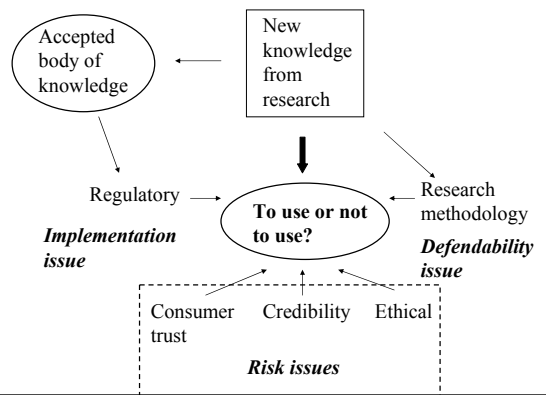 Accepted
body of
knowledge
New
knowledge
from
research
Regulatory
Implementation
issue
To use or not
to use?
Research
methodology
Defendability
issue
Consumer
trust
Credibility
Ethical
Risk issues